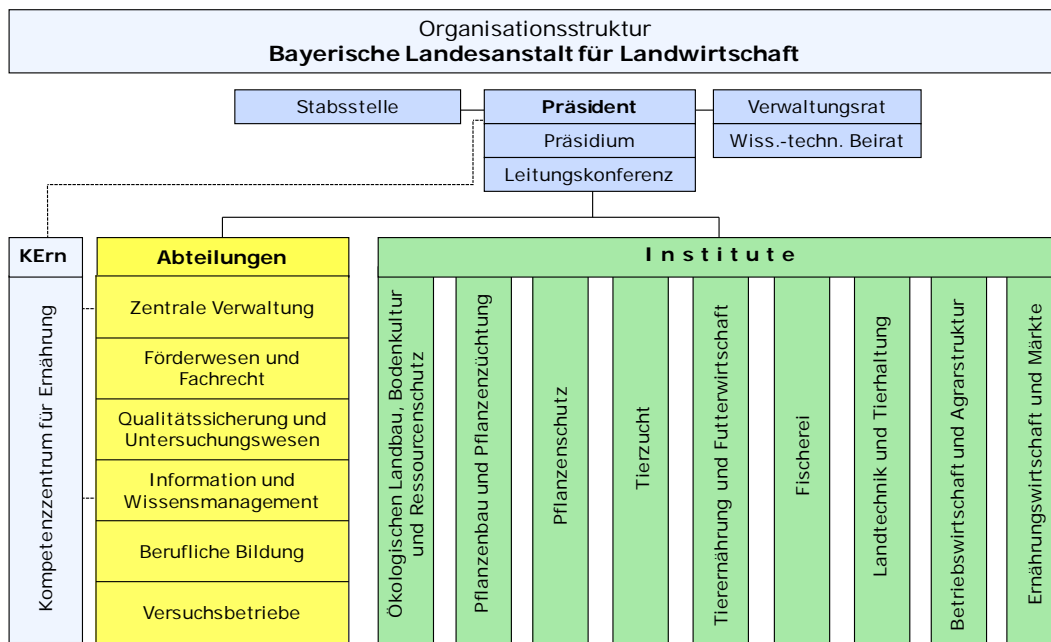 Organisationsstruktur
Bayerische Landesanstalt für Landwirtschaft
Stabsstelle
Präsident
Verwaltungsrat
Präsidium
Wiss.-techn. Beirat
Leitungskonferenz
KErn
Abteilungen
Institute
Kompetenzzentrum für Ernährung
Zentrale Verwaltung
Förderwesen und
Fachrecht
Qualitätssicherung und
Untersuchungswesen
Information und
Wissensmanagement
Berufliche Bildung
Versuchsbetriebe
Ökologischen Landbau, Bodenkultur
und Ressourcenschutz
Pflanzenbau und Pflanzenzüchtung
Pflanzenschutz
Tierzucht
Tierernährung und Futterwirtschaft
Fischerei
Landtechnik und Tierhaltung
Betriebswirtschaft und Agrarstruktur
Ernährungswirtschaft und Märkte